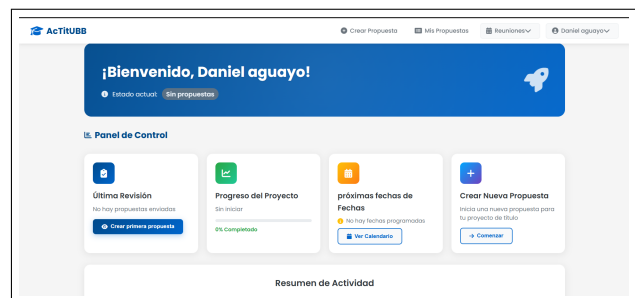 AcTitUBB
Crear Propuesta
Mis Propuestas
Reuniones
Daniel aguayo
¡Bienvenido, Daniel aguayo!
Estado actual: Sin propuestas
Panel de Control
Última Revisión
No hay propuestas enviadas
Crear primera propuesta
Progreso del Proyecto
Sin iniciar
0% Completado
próximas fechas de
Fechas
No hay fechas programadas
Ver Calendario
Crear Nueva Propuesta
Inicia una nueva propuesta para
tu proyecto de título
Comenzar
Resumen de Actividad